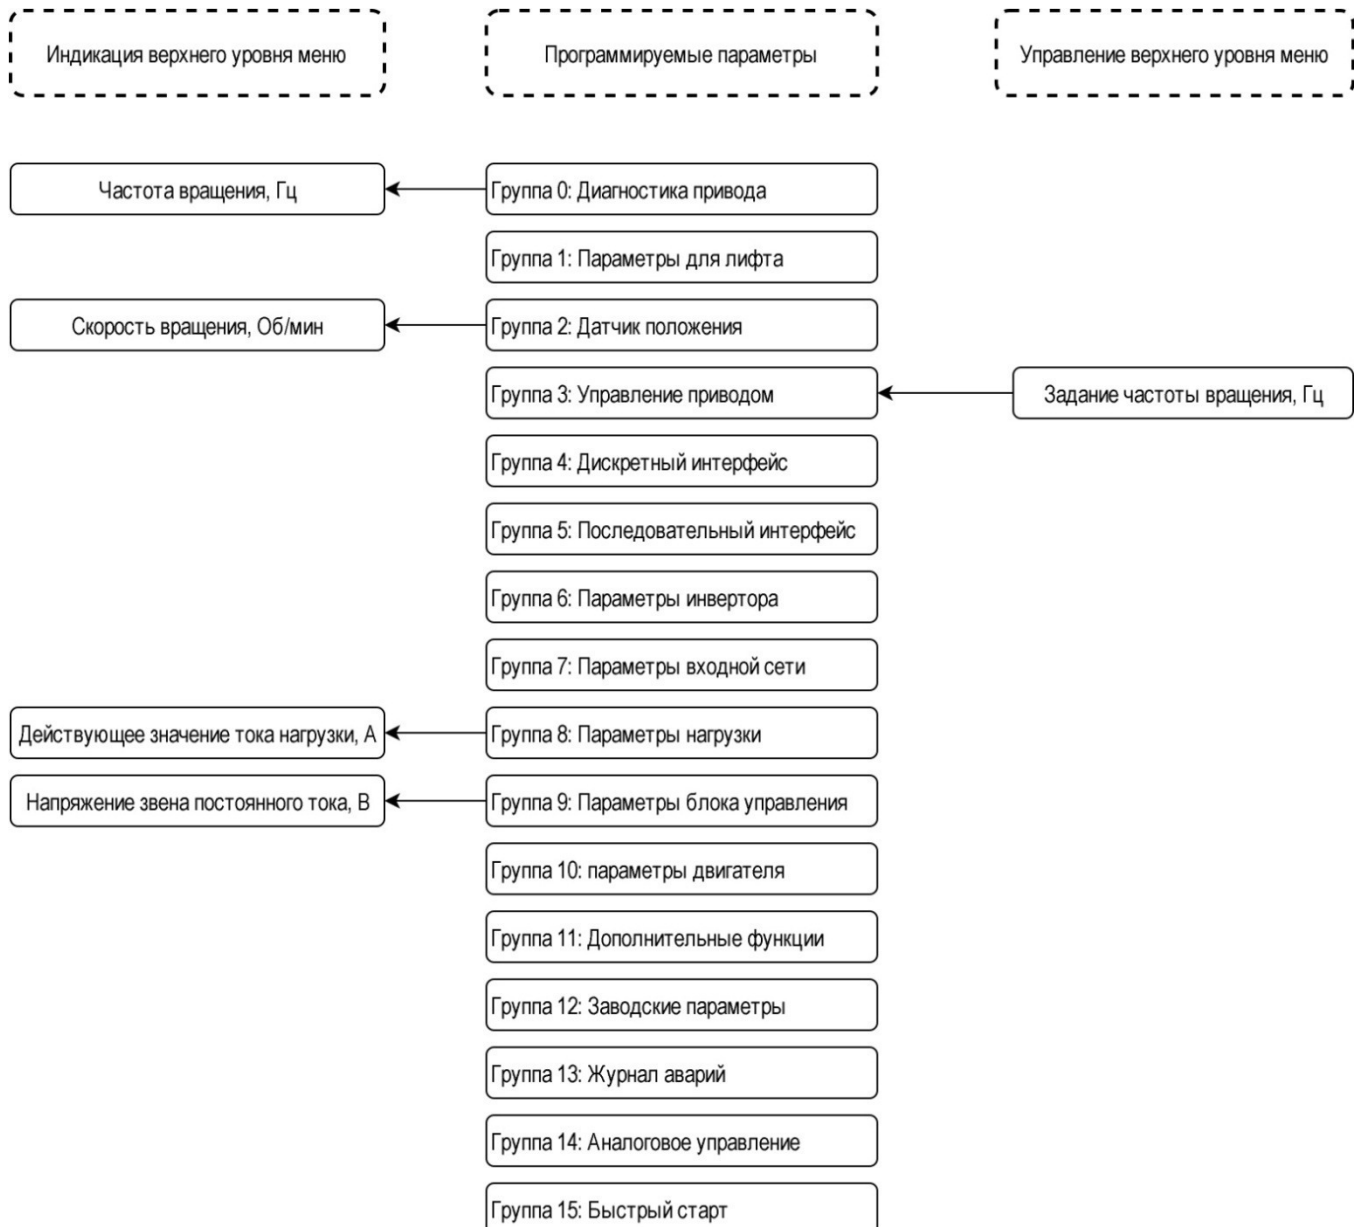 Индикация верхнего уровня меню
Программируемые параметры
Управление верхнего уровня меню
Частота вращения, Гц
Группа 0: Диагностика привода
Группа 1: Параметры для лифта
Скорость вращения, Об/мин
Группа 2: Датчик положения
Группа 3: Управление приводом
Задание частоты вращения, Гц
Группа 4: Дискретный интерфейс
Группа 5: Последовательный интерфейс
Группа 6: Параметры инвертора
Группа 7: Параметры входной сети
Действующее значение тока нагрузки, А
Группа 8: Параметры нагрузки
Напряжение звена постоянного тока, В
Группа 9: Параметры блока управления
Группа 10: параметры двигателя
Группа 11: Дополнительные функции
Группа 12: Заводские параметры
Группа 13: Журнал аварий
Группа 14: Аналоговое управление
Группа 15: Быстрый старт